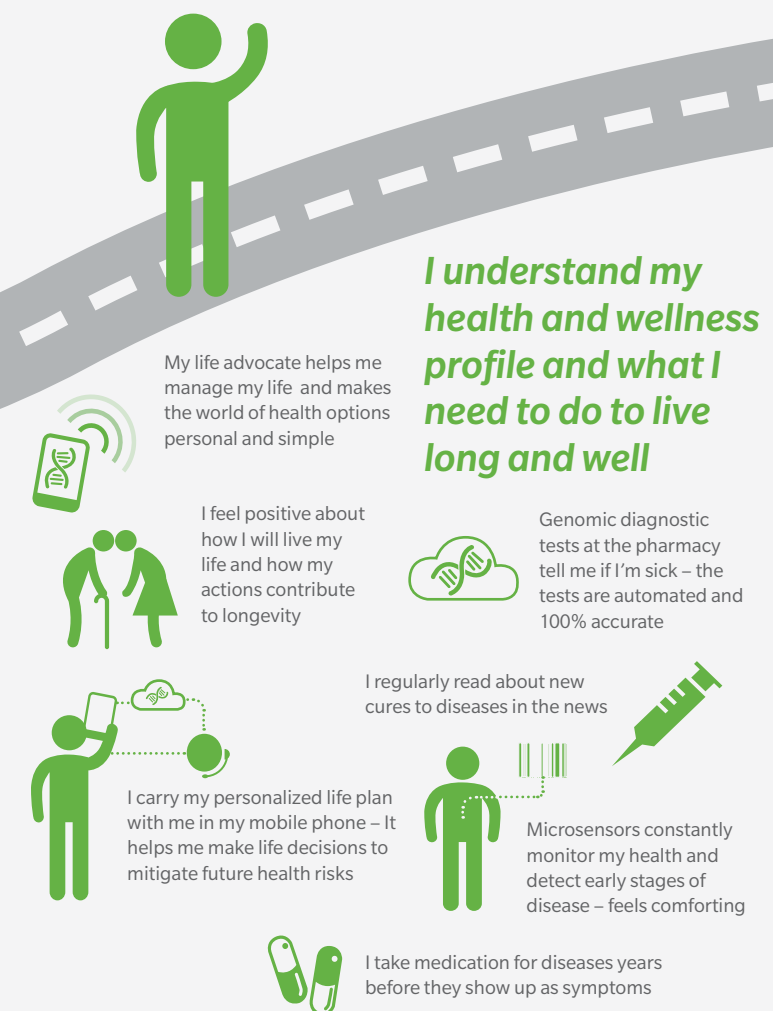 I understand my
health and wellness
profile and what I
need to do to live
long and well
My life advocate helps me
manage my life and makes
the world of health options
personal and simple
I feel positive about
how I will live my
life and how my
actions contribute
to longevity
Genomic diagnostic
tests at the pharmacy
tell me if I'm sick – the
tests are automated and
100% accurate
I regularly read about new
cures to diseases in the news
I carry my personalized life plan
with me in my mobile phone – It
helps me make life decisions to
mitigate future health risks
Microsensors constantly
monitor my health and
detect early stages of
disease – feels comforting
I take medication for diseases years
before they show up as symptoms